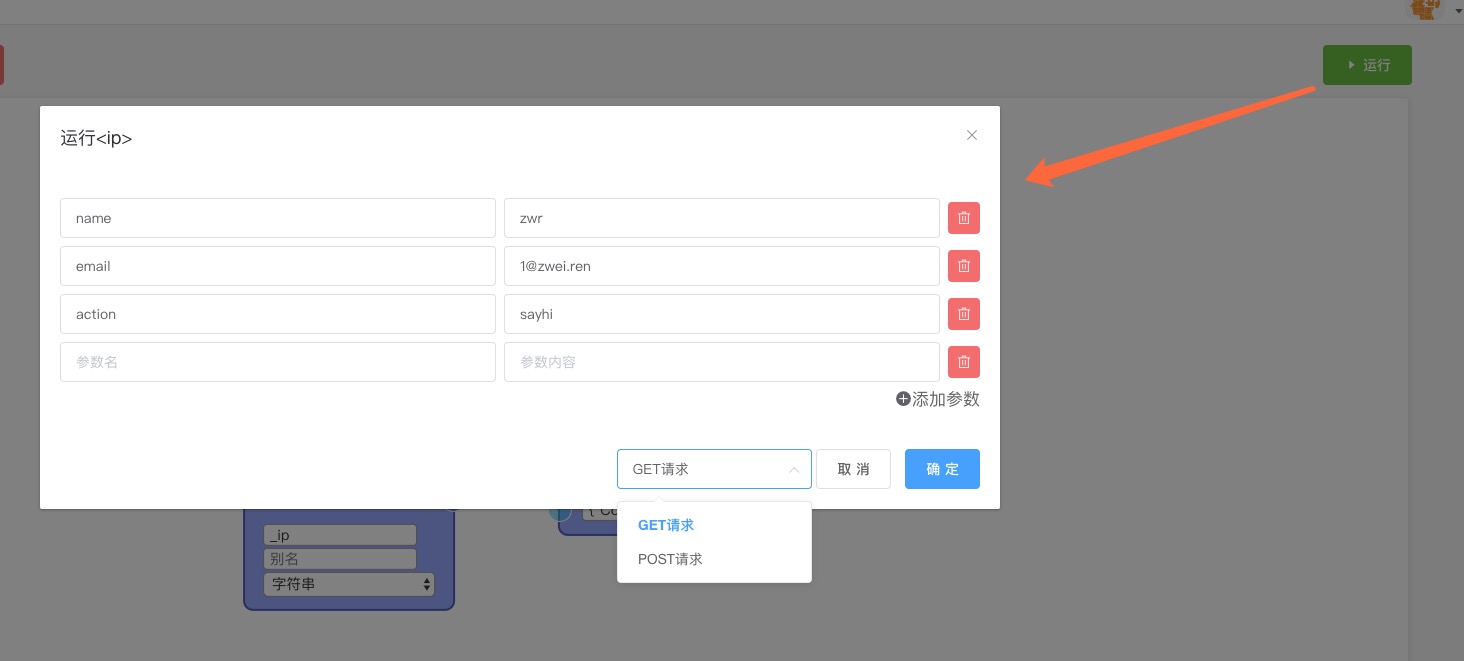 运行
运行<ip>
name
zwr
email
1@zwei.ren
action
sayhi
参数名
参数内容
添加参数
GET请求
取 消
确 定
GET请求
POST请求
_ip
别名
字符串